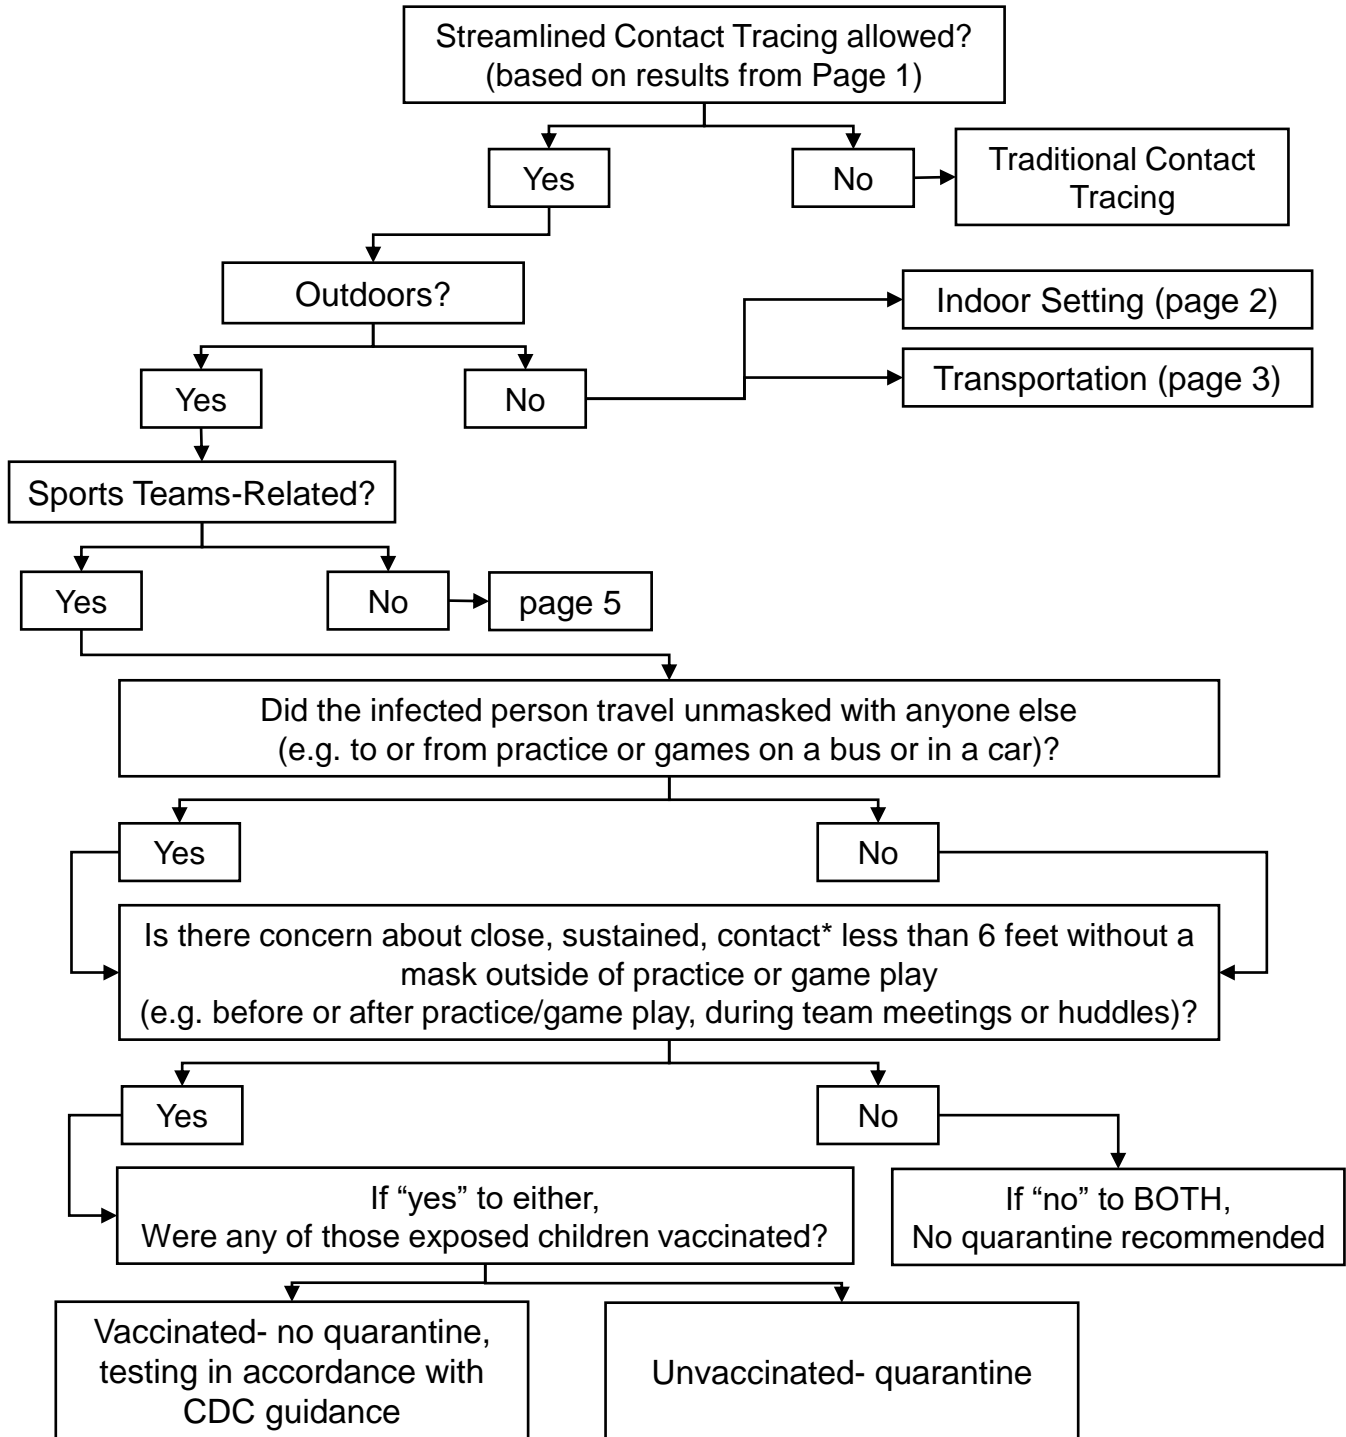 Streamlined Contact Tracing allowed?
(based on results from Page 1)
Yes
No
Traditional Contact
Tracing
Outdoors?
Indoor Setting (page 2)
Transportation (page 3)
Yes
No
Sports Teams-Related?
Yes
No
page 5
Did the infected person travel unmasked with anyone else
(e.g. to or from practice or games on a bus or in a car)?
Yes
No
Is there concern about close, sustained, contact* less than 6 feet without a
mask outside of practice or game play
(e.g. before or after practice/game play, during team meetings or huddles)?
Yes
No
If “yes” to either,
Were any of those exposed children vaccinated?
If “no” to BOTH,
No quarantine recommended
Vaccinated- no quarantine,
testing in accordance with
CDC guidance
Unvaccinated- quarantine